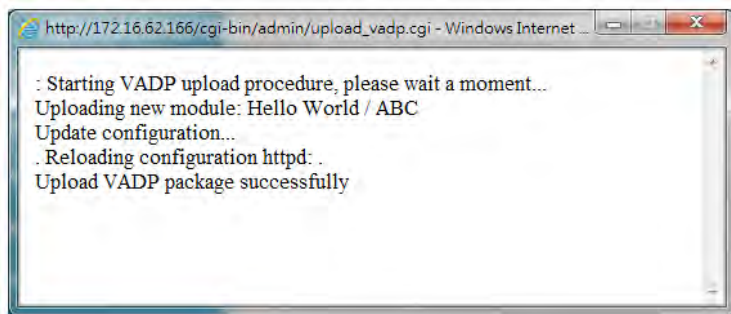 http://172.16.62.166/cgi-bin/admin/upload_vadp.cgi - Windows Internet ...
: Starting VADP upload procedure, please wait a moment...
Uploading new module: Hello World / ABC
Update configuration...
. Reloading configuration httpd: .
Upload VADP package successfully